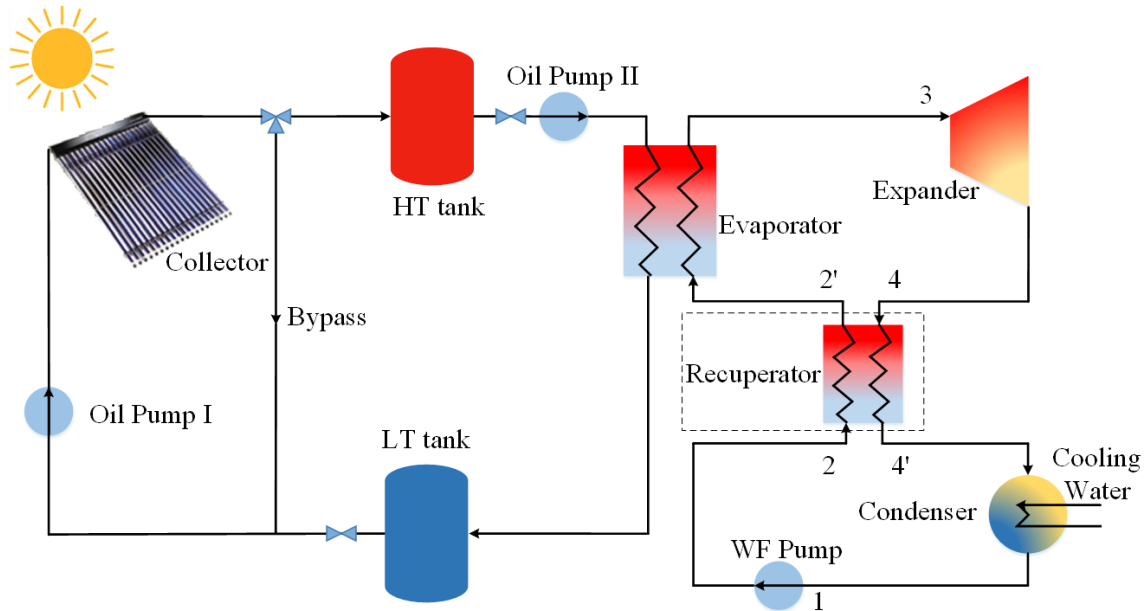 Oil Pump II
3
HT tank
Expander
Collector
Evaporator
2'
4
Bypass
Recuperator
Oil Pump I
LT tank
2
4'
Cooling
Water
Condenser
WF Pump
1